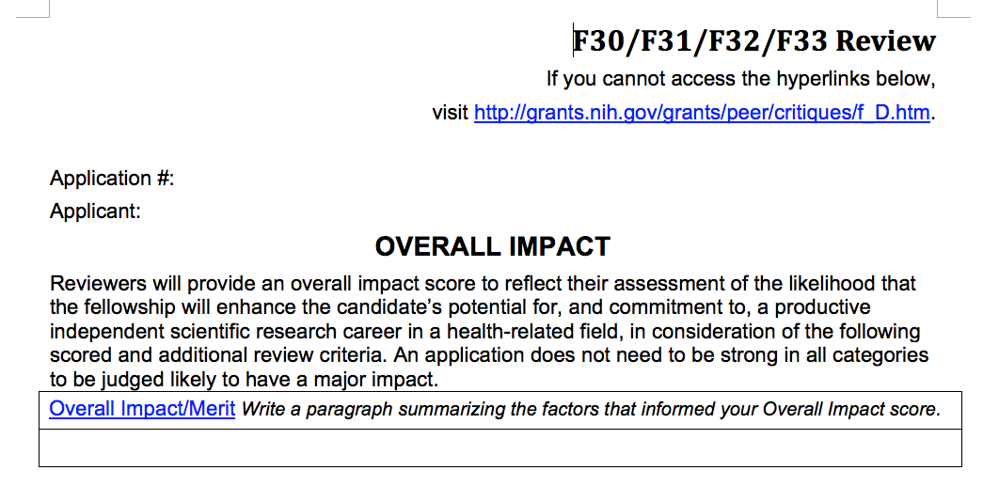 F30/F31/F32/F33 Review
If you cannot access the hyperlinks below,
visit http://grants.nih.gov/grants/peer/critiques/f_D.htm.
Application #:
Applicant:
OVERALL IMPACT
Reviewers will provide an overall impact score to reflect their assessment of the likelihood that
the fellowship will enhance the candidate’s potential for, and commitment to, a productive
independent scientific research career in a health-related field, in consideration of the following
scored and additional review criteria. An application does not need to be strong in all categories
to be judged likely to have a major impact.
Overall Impact/Merit Write a paragraph summarizing the factors that informed your Overall Impact score.